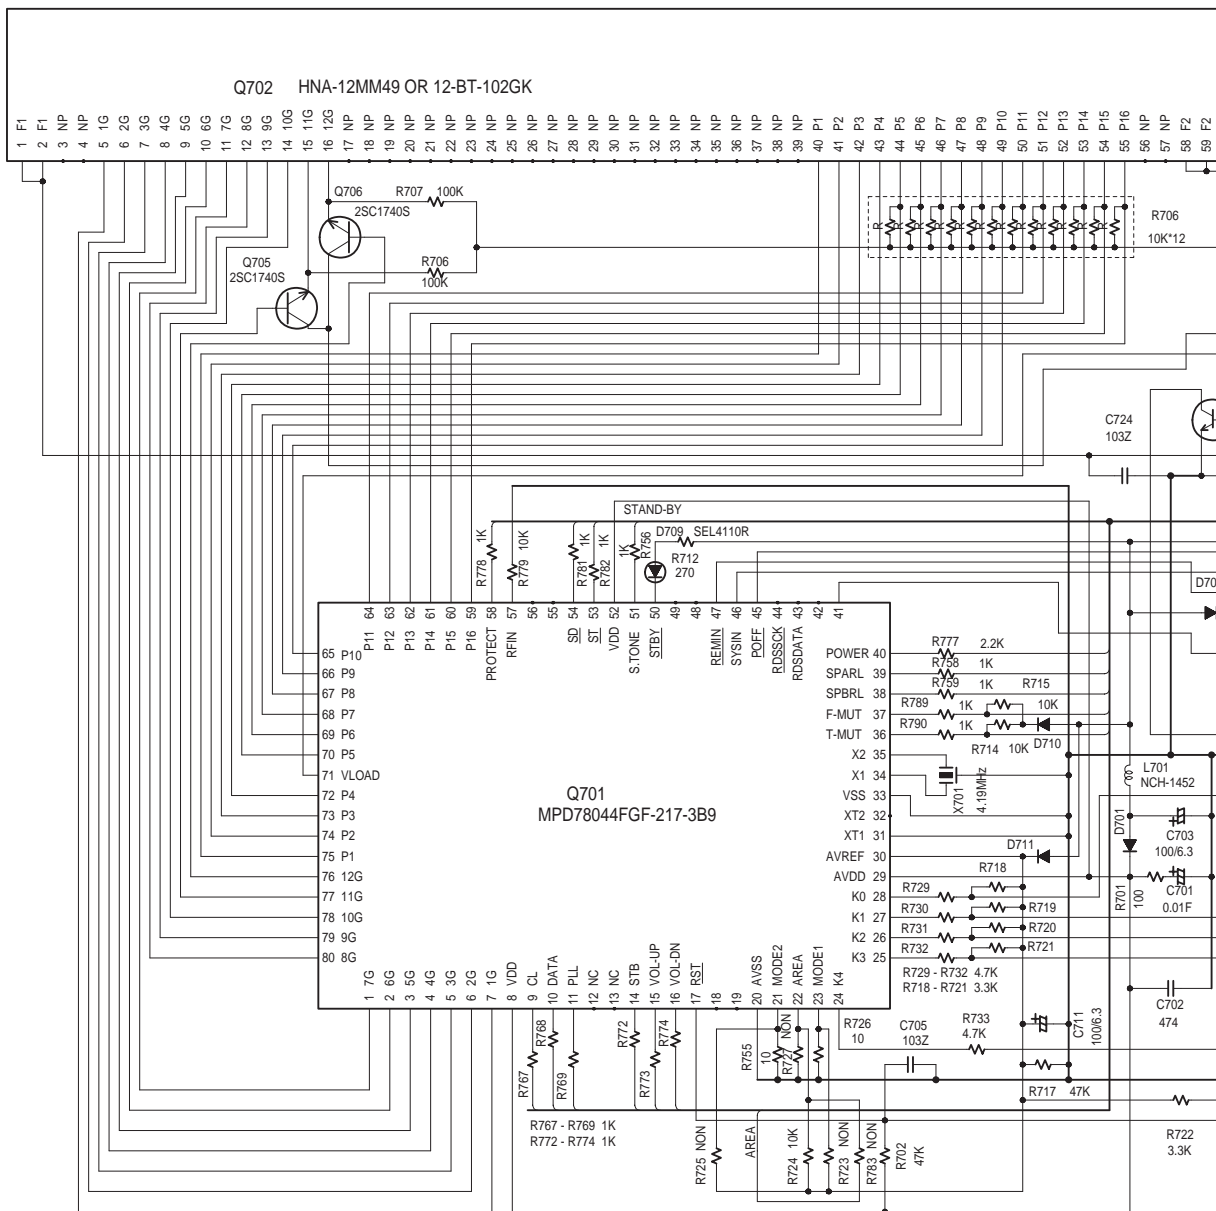 Q702 HNA-12MM49 OR 12-BT-102GK
F1 F1 NP NP 1G 2G 3G 4G 5G 6G 7G 8G 9G 10G 11G 12G NP NP NP NP NP NP NP NP NP NP NP NP NP NP NP NP NP NP NP NP NP NP NP P1 P2 P3 P4 P5 P6 P7 P8 P9 P10 P11 P12 P13 P14 P15 P16 NP NP F2 F2
1 2 3 4 5 6 7 8 9 10 11 12 13 14 15 16 17 18 19 20 21 22 23 24 25 26 27 28 29 30 31 32 33 34 35 36 37 38 39 40 41 42 43 44 45 46 47 48 49 50 51 52 53 54 55 56 57 58 59
Q706
2SC1740S
R707 100K
R R R R R R R R R R R
R706
10K*12
Q705
2SC1740S
R706
100K
C724
103Z
STAND-BY
D709 SEL4110R
R712
270
R778 1K
R779 10K
R781 1K
R782 1K
R756 1K
D70
64 63 62 61 60 59 58 57 56 55 54 53 52 51 50 49 48 47 46 45 44 43 42 41
P11 P12 P13 P14 P15 P16 PROTECT RFIN SD ST VDD S.TONE STBY REMIN SYSIN POFF RDSSCK RDSDATA
65 P10
66 P9
67 P8
68 P7
69 P6
70 P5
71 VLOAD
72 P4
73 P3
74 P2
75 P1
76 12G
77 11G
78 10G
79 9G
80 8G
Q701
MPD78044FGF-217-3B9
POWER 40
SPARL 39
SPBRL 38
F-MUT 37
T-MUT 36
X2 35
X1 34
VSS 33
XT2 32
XT1 31
AVREF 30
AVDD 29
K0 28
K1 27
K2 26
K3 25
R777 2.2K
R758 1K
R759 1K
R715
10K
R789 1K
R790 1K
R714 10K D710
X701
4.19MHz
L701
NCH-1452
D701
C703
100/6.3
D711
R718
R701
100
C701
0.01F
R729
R730
R731
R732
R719
R720
R721
R729 - R732 4.7K
R718 - R721 3.3K
7G 6G 5G 4G 3G 2G 1G VDD CL DATA PLL NC NC STB VOL-UP VOL-DN RST AVSS MODE2 AREA MODE1 K4
1 2 3 4 5 6 7 8 9 10 11 12 13 14 15 16 17 18 19 20 21 22 23 24
C702
474
R726
10
C705
103Z
R733
4.7K
C711
100/6.3
R767
R768
R769
R772
R773
R774
R755
10
R727 NON
R717 47K
R767 - R769 1K
R772 - R774 1K
AREA
R725 NON
R724 10K
R723 NON
R783 NON
R702
47K
R722
3.3K